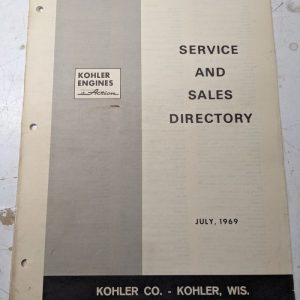 SERVICE
AND
SALES
DIRECTORY
KOHLER
ENGINES
in Action
JULY, 1969
KOHLER CO. - KOHLER, WIS.